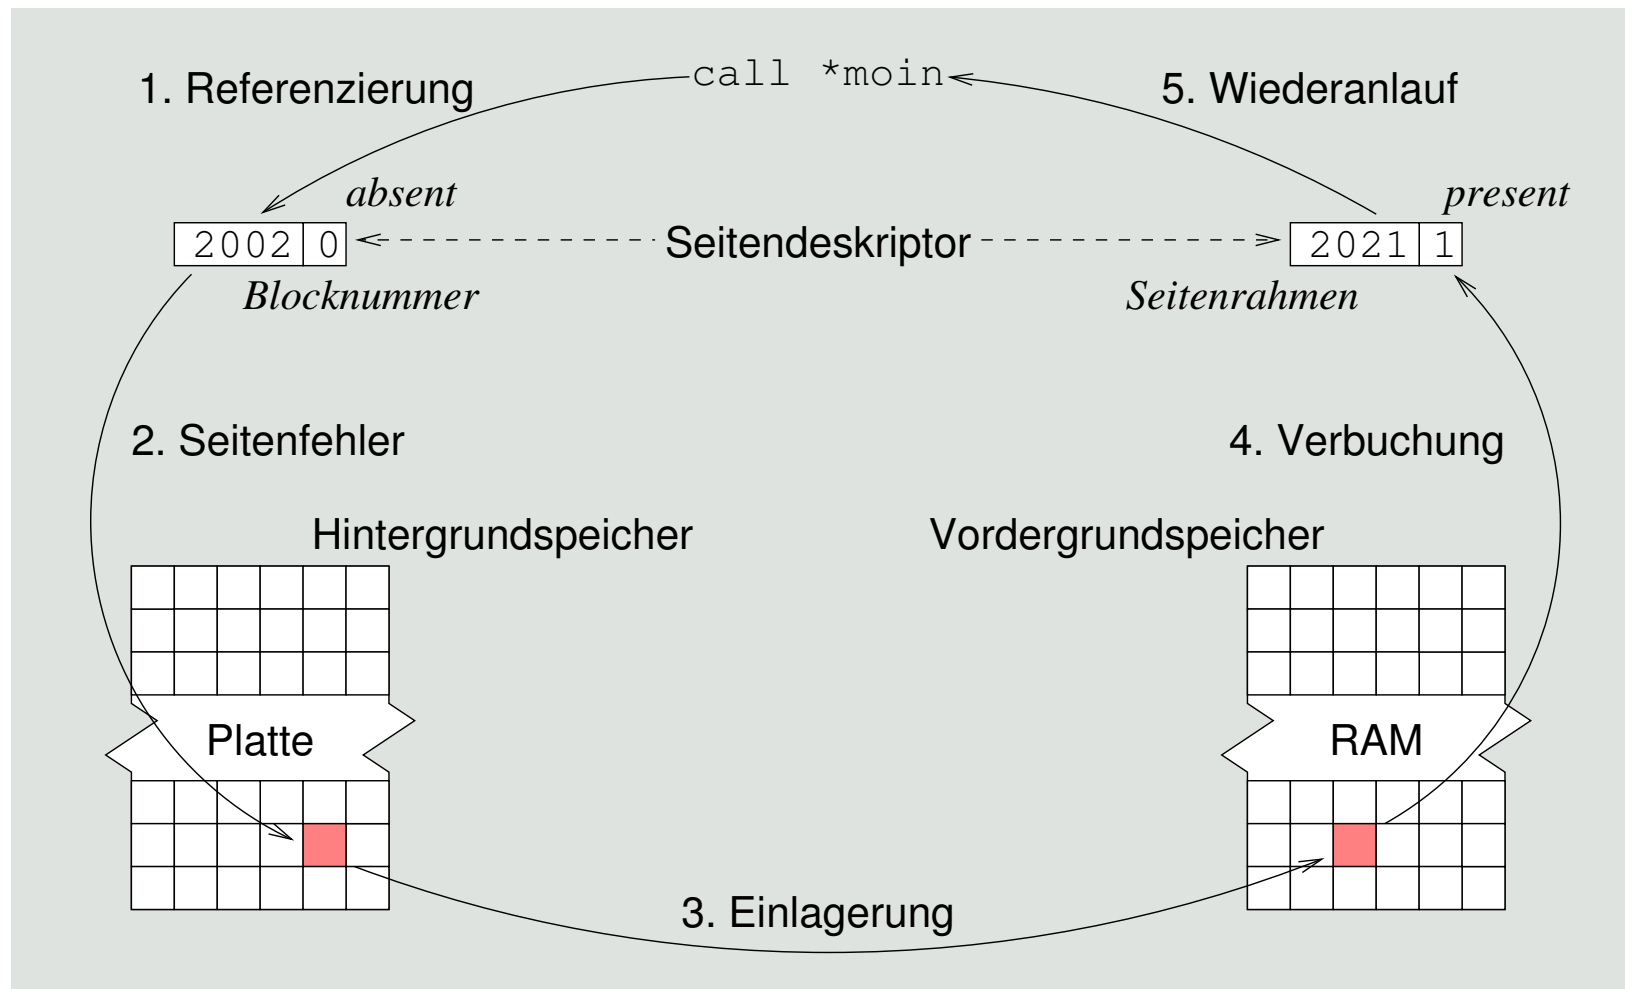 call *moin
1. Referenzierung
5. Wiederanlauf
absent
present
2002 0
Seitendeskriptor
2021 1
Blocknummer
Seitenrahmen
2. Seitenfehler
4. Verbuchung
Hintergrundspeicher
Vordergrundspeicher
Platte
RAM
3. Einlagerung